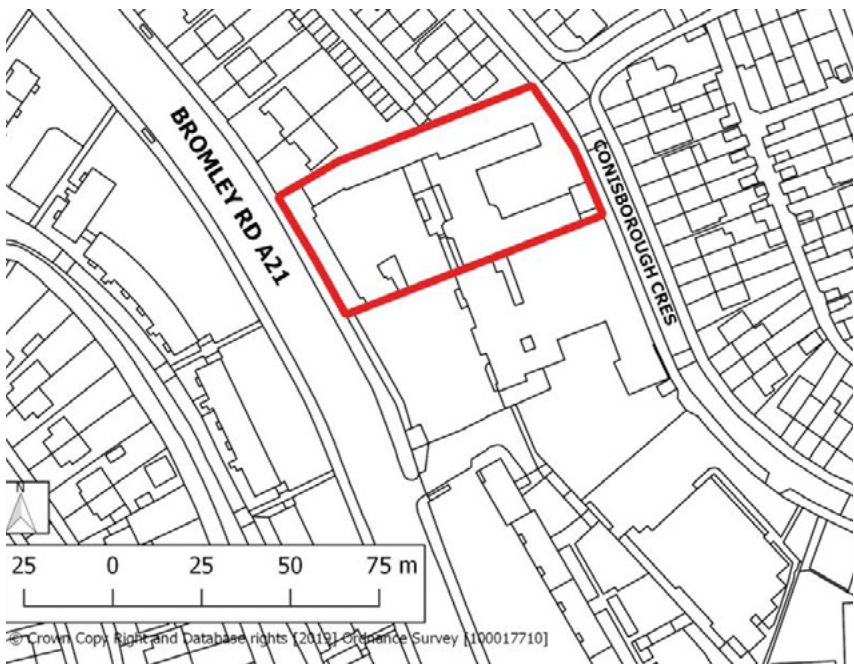 BROMLEY RD A21
CONISBOROUGH CRES
N
25 0 25 50 75 m
© Crown Copy Right and Database rights [2019] Ordnance Survey [100017710]